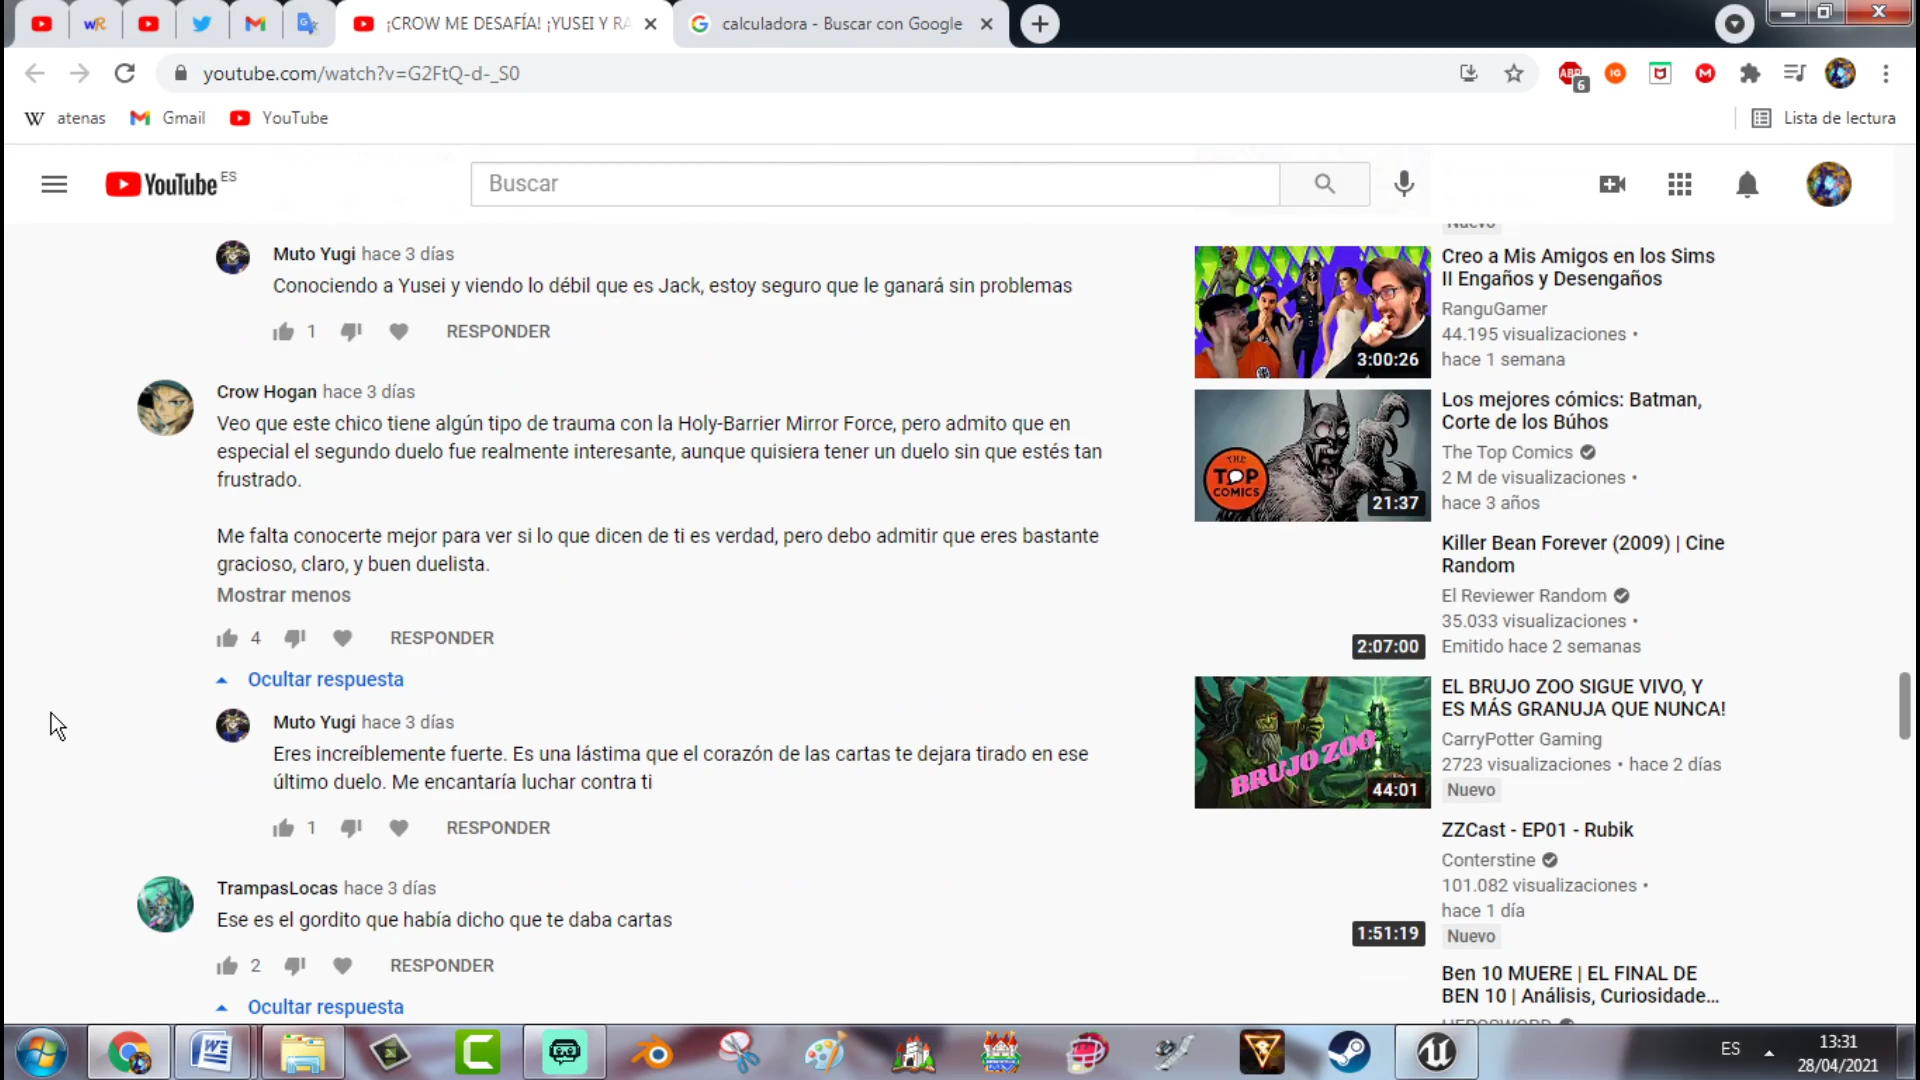 ¡CROW ME DESAFÍA! ¡YUSEI Y RA
calculadora - Buscar con Google
youtube.com/watch?v=G2FtQ-d-_S0
6
atenas
Gmail
YouTube
Lista de lectura
YouTube ES
Buscar
Muto Yugi hace 3 días
Conociendo a Yusei y viendo lo débil que es Jack, estoy seguro que le ganará sin problemas
1 RESPONDER
Crow Hogan hace 3 días
Veo que este chico tiene algún tipo de trauma con la Holy-Barrier Mirror Force, pero admito que en
especial el segundo duelo fue realmente interesante, aunque quisiera tener un duelo sin que estés tan
frustrado.
Me falta conocerte mejor para ver si lo que dicen de ti es verdad, pero debo admitir que eres bastante
gracioso, claro, y buen duelista.
Mostrar menos
4 RESPONDER
Ocultar respuesta
Muto Yugi hace 3 días
Eres increíblemente fuerte. Es una lástima que el corazón de las cartas te dejara tirado en ese
último duelo. Me encantaría luchar contra ti
1 RESPONDER
TrampasLocas hace 3 días
Ese es el gordito que había dicho que te daba cartas
2 RESPONDER
Ocultar respuesta
Nuevo
3:00:26
Creo a Mis Amigos en los Sims
II Engaños y Desengaños
RanguGamer
44.195 visualizaciones •
hace 1 semana
THE
TOP
COMICS
21:37
Los mejores cómics: Batman,
Corte de los Búhos
The Top Comics
2 M de visualizaciones •
hace 3 años
2:07:00
Killer Bean Forever (2009) | Cine
Random
El Reviewer Random
35.033 visualizaciones •
Emitido hace 2 semanas
BRUJO ZOO
44:01
EL BRUJO ZOO SIGUE VIVO, Y
ES MÁS GRANUJA QUE NUNCA!
CarryPotter Gaming
2723 visualizaciones • hace 2 días
Nuevo
1:51:19
ZZCast - EP01 - Rubik
Conterstine
101.082 visualizaciones •
hace 1 día
Nuevo
Ben 10 MUERE | EL FINAL DE
BEN 10 | Análisis, Curiosidade...
ES
13:31
28/04/2021